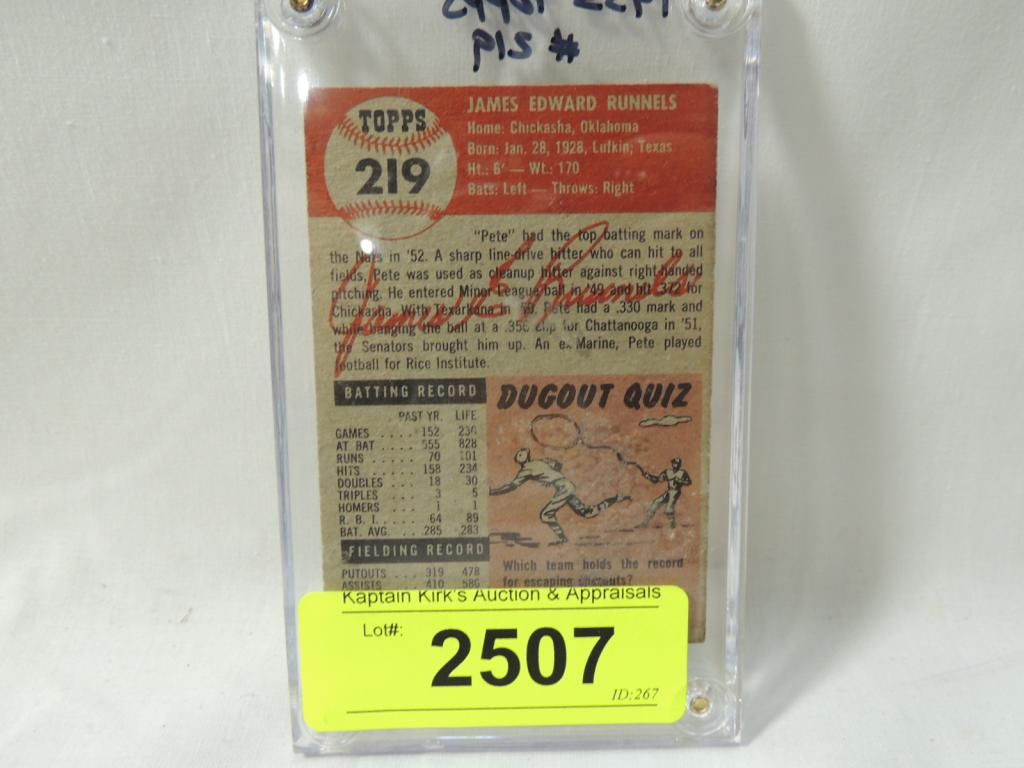 PIS #
TOPPS
219
JAMES EDWARD RUNNELS
Home: Chickasha, Oklahoma
Born: Jan. 28, 1928, Lufkin, Texas
Ht.: 6' — Wt.: 170
Bats: Left — Throws: Right
"Pete" had the top batting mark on
the Nats in '52. A sharp line-drive hitter who can hit to all
fields, Pete was used as cleanup hitter against right-handed
pitching. He entered Minor League ball in '49 and hit .372 for
Chickasha. With Texarkana in '50, Pete had a .330 mark and
while banging the ball at a .356 clip for Chattanooga in '51,
the Senators brought him up. An ex-Marine, Pete played
football for Rice Institute.
James E. Runnels
BATTING RECORD
PAST YR. LIFE
GAMES .... 152 230
AT BAT .... 555 828
RUNS ..... 70 101
HITS ..... 158 234
DOUBLES ... 18 30
TRIPLES .... 3 5
HOMERS .... 1 1
R. B. I. ..... 64 89
BAT. AVG. .. .285 .283
FIELDING RECORD
PUTOUTS ... 319 478
ASSISTS ... 410 586
DUGOUT QUIZ
Which team holds the record
for escaping shutouts?
Kaptain Kirk's Auction & Appraisals
Lot#:
2507
ID:267